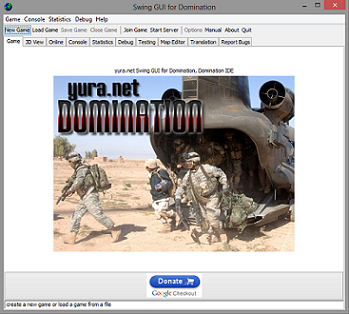 Swing GUI for Domination
Game Console Statistics Debug Help
New Game Load Game Save Game Close Game Join Game Start Server Options Manual About Quit
Game 3D View Online Console Statistics Debug Testing Map Editor Translation Report Bugs
yura.net Swing GUI for Domination, Domination IDE
yura.net
DOMINATION
Donate
Google Checkout
create a new game or load a game from a file